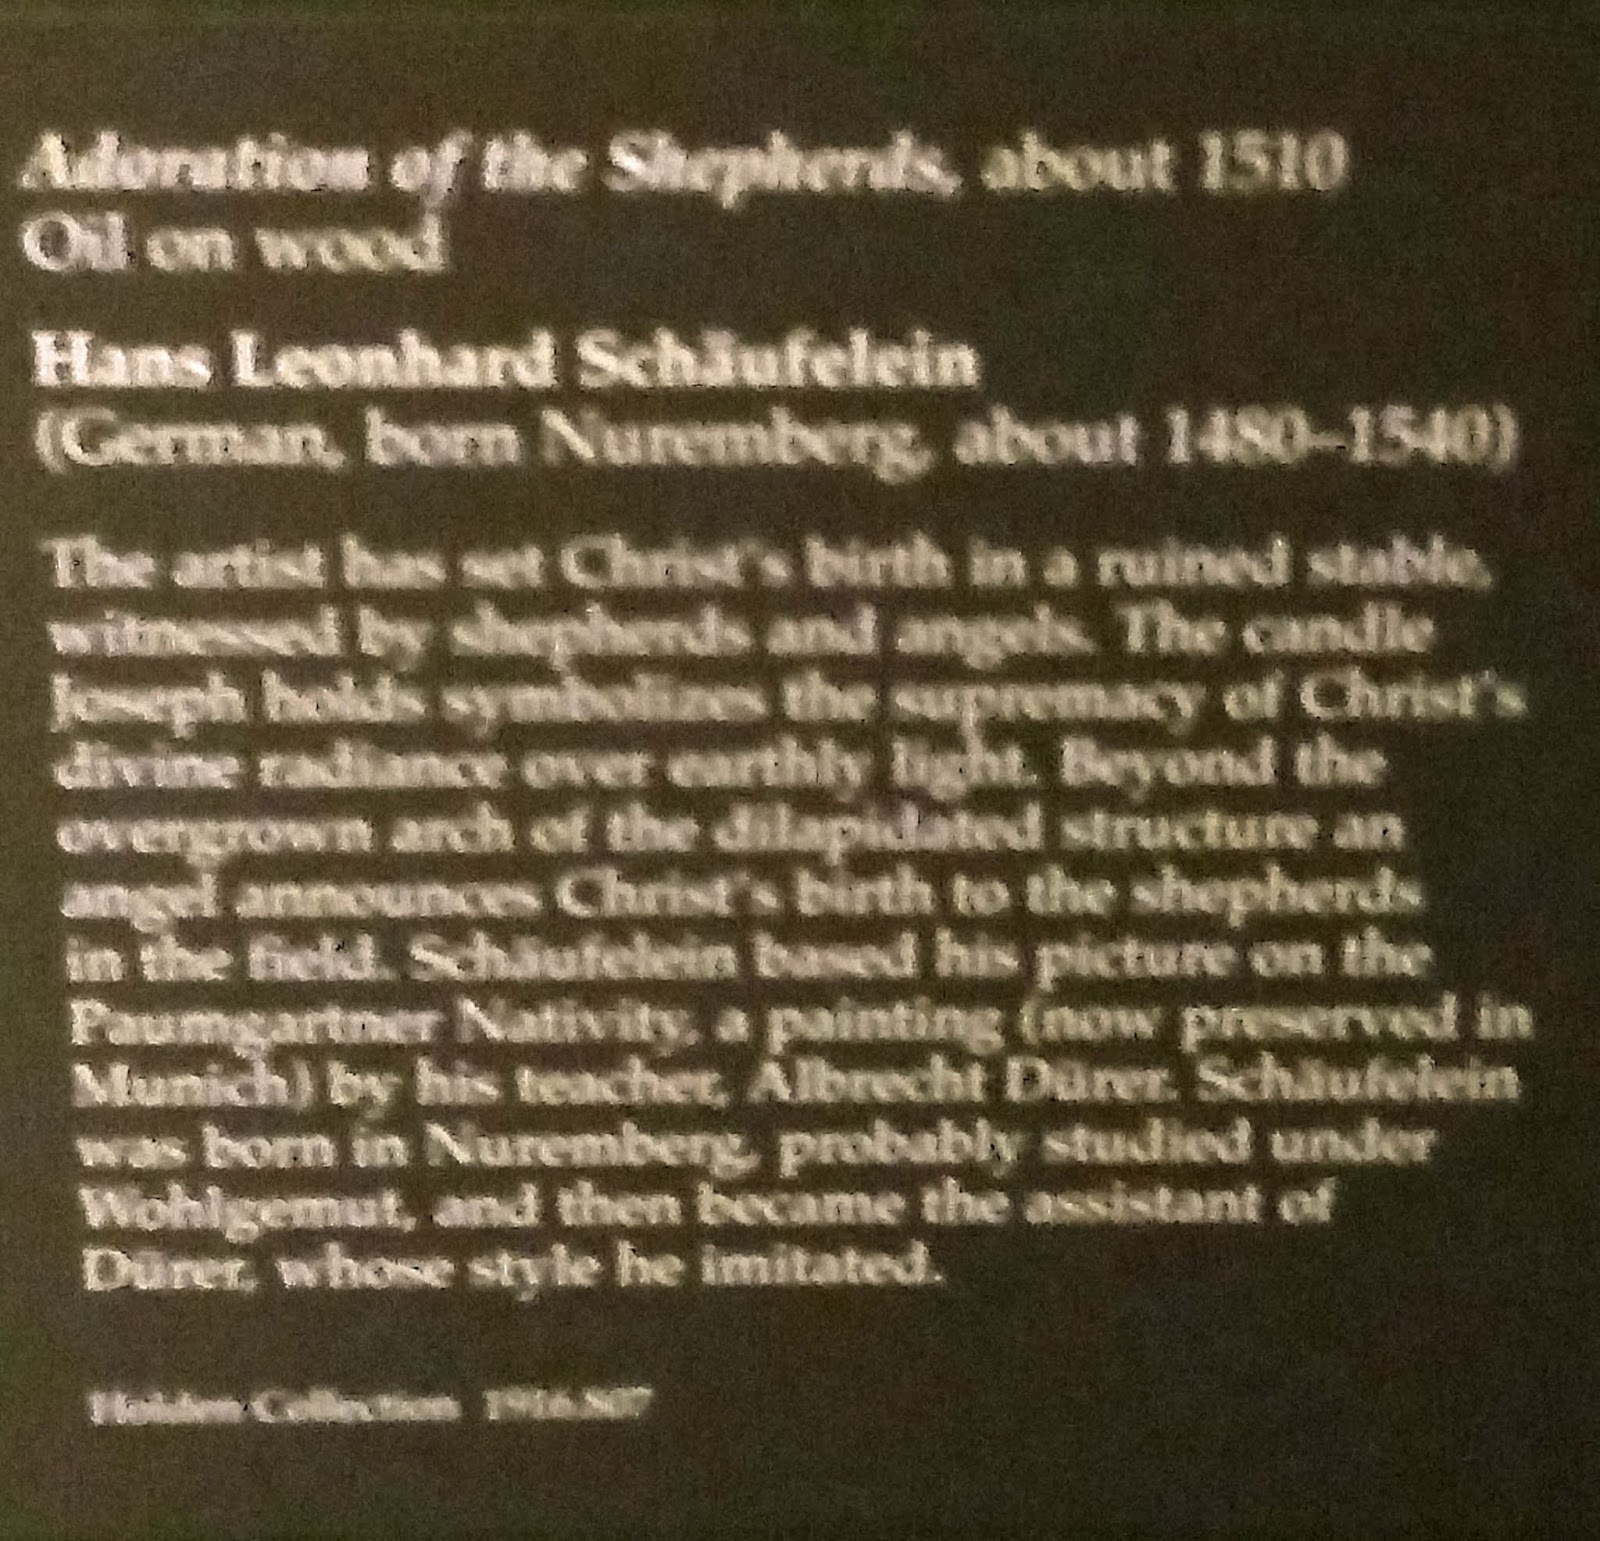 Adoration of the Shepherds, about 1510
Oil on wood
Hans Leonhard Schäufelein
(German, born Nuremberg, about 1480–1540)
The artist has set Christ's birth in a ruined stable,
witnessed by shepherds and angels. The candle
Joseph holds symbolizes the supremacy of Christ's
divine radiance over earthly light. Beyond the
overgrown arch of the dilapidated structure an
angel announces Christ's birth to the shepherds
in the field. Schäufelein based his picture on the
Paumgartner Nativity, a painting (now preserved in
Munich) by his teacher, Albrecht Dürer. Schäufelein
was born in Nuremberg, probably studied under
Wohlgemut, and then became the assistant of
Dürer, whose style he imitated.
Holden Collection